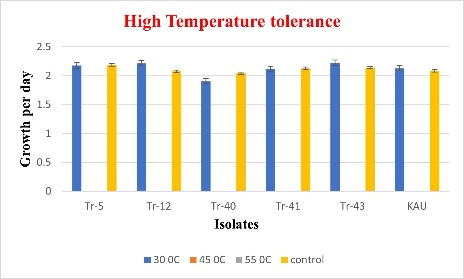 High Temperature tolerance
2.5
2
1.5
1
0.5
0
Growth per day
Tr-5 Tr-12 Tr-40 Tr-41 Tr-43 KAU
Isolates
30 0C 45 0C 55 0C control